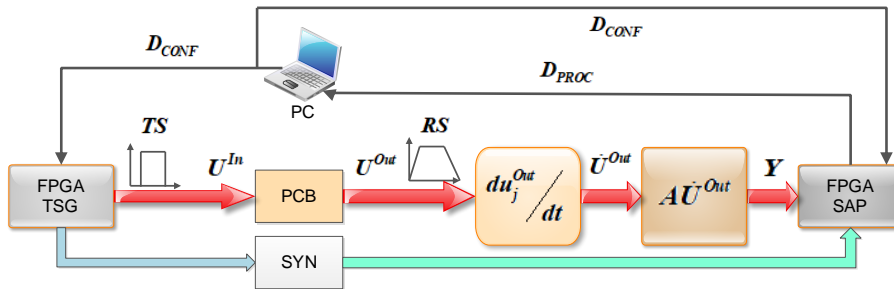 D_CONF
D_CONF
D_PROC
PC
TS
RS
U^In
U^Out
U̇^Out
Y
FPGA
TSG
PCB
du_j^Out/dt
AU̇^Out
FPGA
SAP
SYN